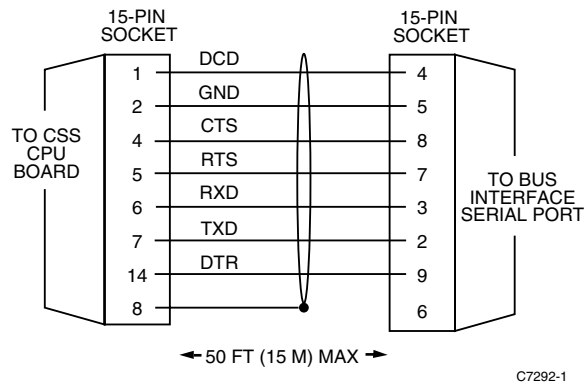 15-PIN
SOCKET
15-PIN
SOCKET
1 DCD 4
2 GND 5
4 CTS 8
5 RTS 7
6 RXD 3
7 TXD 2
14 DTR 9
8 6
TO CSS
CPU
BOARD
TO BUS
INTERFACE
SERIAL PORT
50 FT (15 M) MAX
C7292-1